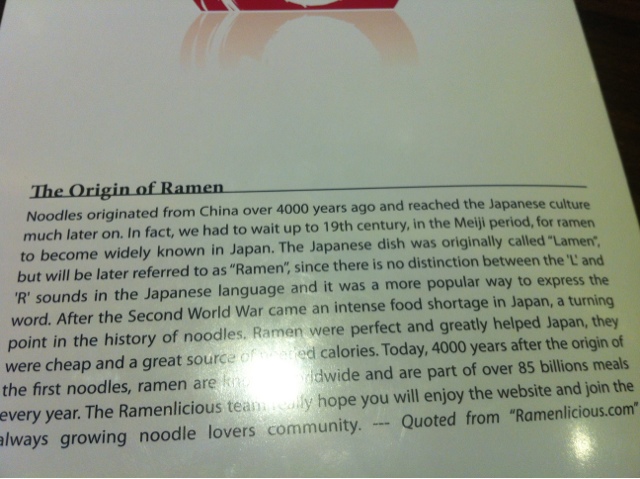 The Origin of Ramen
Noodles originated from China over 4000 years ago and reached the Japanese culture
much later on. In fact, we had to wait up to 19th century, in the Meiji period, for ramen
to become widely known in Japan. The Japanese dish was originally called "Lamen",
but will be later referred to as "Ramen", since there is no distinction between the 'L' and
'R' sounds in the Japanese language and it was a more popular way to express the
word. After the Second World War came an intense food shortage in Japan, a turning
point in the history of noodles. Ramen were perfect and greatly helped Japan, they
were cheap and a great source of calories. Today, 4000 years after the origin of
the first noodles, ramen are and are part of over 85 billions meals
every year. The Ramenlicious team hope you will enjoy the website and join the
always growing noodle lovers community. --- Quoted from "Ramenlicious.com"